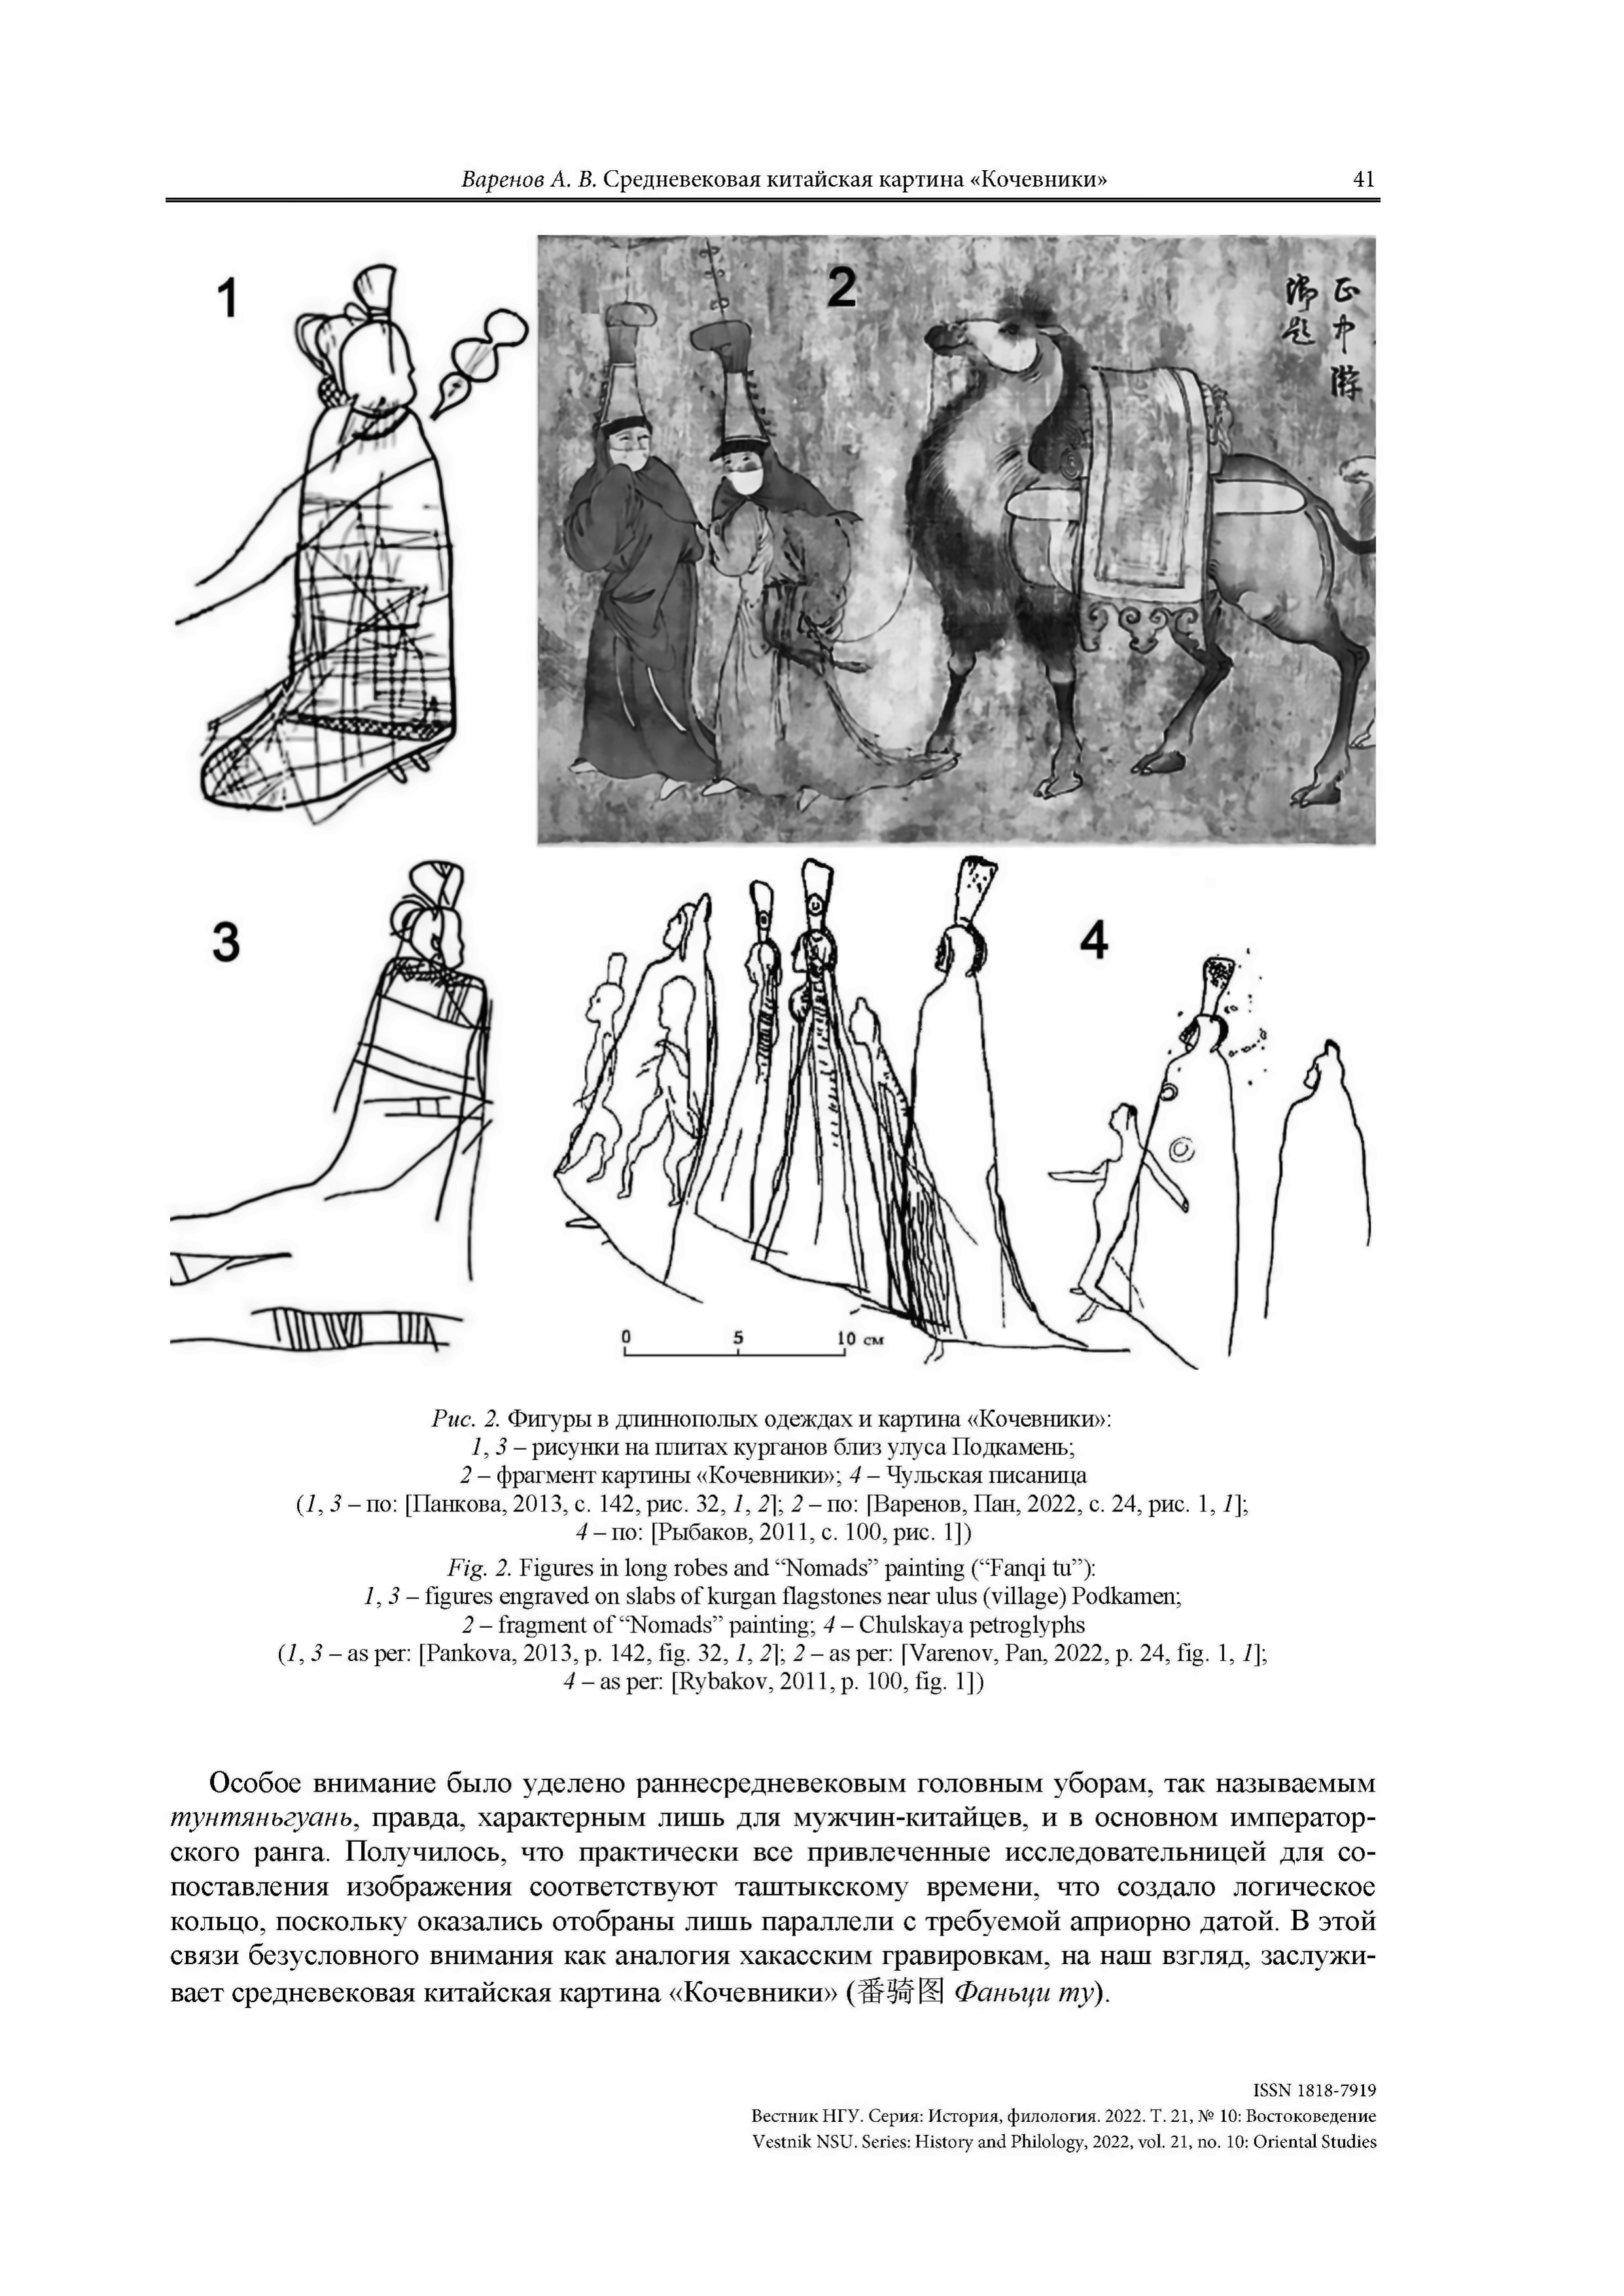 Варенов А. В. Средневековая китайская картина «Кочевники» 41
1
2
3
4
0 5 10 см
Рис. 2. Фигуры в длиннополых одеждах и картина «Кочевники»:
1, 3 – рисунки на плитах курганов близ улуса Подкамень;
2 – фрагмент картины «Кочевники»; 4 – Чульская писаница
(1, 3 – по: [Панкова, 2013, с. 142, рис. 32, 1, 2]; 2 – по: [Варенов, Пан, 2022, с. 24, рис. 1, 1];
4 – по: [Рыбаков, 2011, с. 100, рис. 1])
Fig. 2. Figures in long robes and “Nomads” painting (“Fanqi tu”):
1, 3 – figures engraved on slabs of kurgan flagstones near ulus (village) Podkamen;
2 – fragment of “Nomads” painting; 4 – Chulskaya petroglyphs
(1, 3 – as per: [Pankova, 2013, p. 142, fig. 32, 1, 2]; 2 – as per: [Varenov, Pan, 2022, p. 24, fig. 1, 1];
4 – as per: [Rybakov, 2011, p. 100, fig. 1])
Особое внимание было уделено раннесредневековым головным уборам, так называемым
тунтяньгуань, правда, характерным лишь для мужчин-китайцев, и в основном император-
ского ранга. Получилось, что практически все привлеченные исследовательницей для со-
поставления изображения соответствуют таштыкскому времени, что создало логическое
кольцо, поскольку оказались отобраны лишь параллели с требуемой априорно датой. В этой
связи безусловного внимания как аналогия хакасским гравировкам, на наш взгляд, заслужи-
вает средневековая китайская картина «Кочевники» (番骑图 Фаньци ту).
ISSN 1818-7919
Вестник НГУ. Серия: История, филология. 2022. Т. 21, № 10: Востоковедение
Vestnik NSU. Series: History and Philology, 2022, vol. 21, no. 10: Oriental Studies